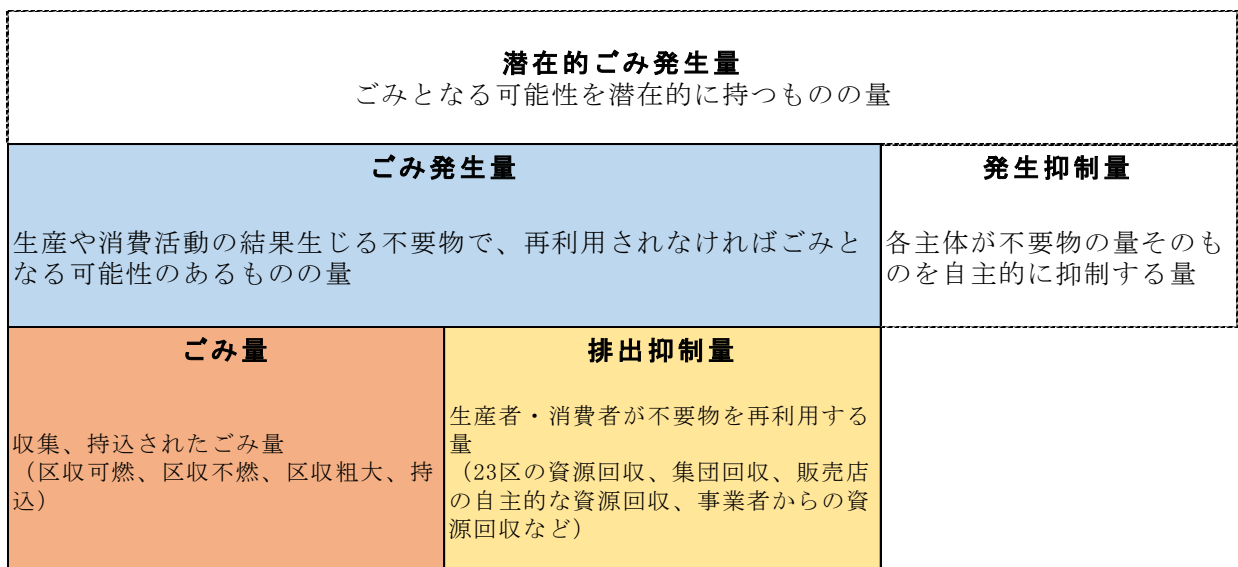 潜在的ごみ発生量
ごみとなる可能性を潜在的に持つものの量
ごみ発生量
生産や消費活動の結果生じる不要物で、再利用されなければごみと
なる可能性のあるものの量
発生抑制量
各主体が不要物の量そのも
のを自主的に抑制する量
ごみ量
収集、持込されたごみ量
（区収可燃、区収不燃、区収粗大、持
込）
排出抑制量
生産者・消費者が不要物を再利用する
量
（23区の資源回収、集団回収、販売店
の自主的な資源回収、事業者からの資
源回収など）